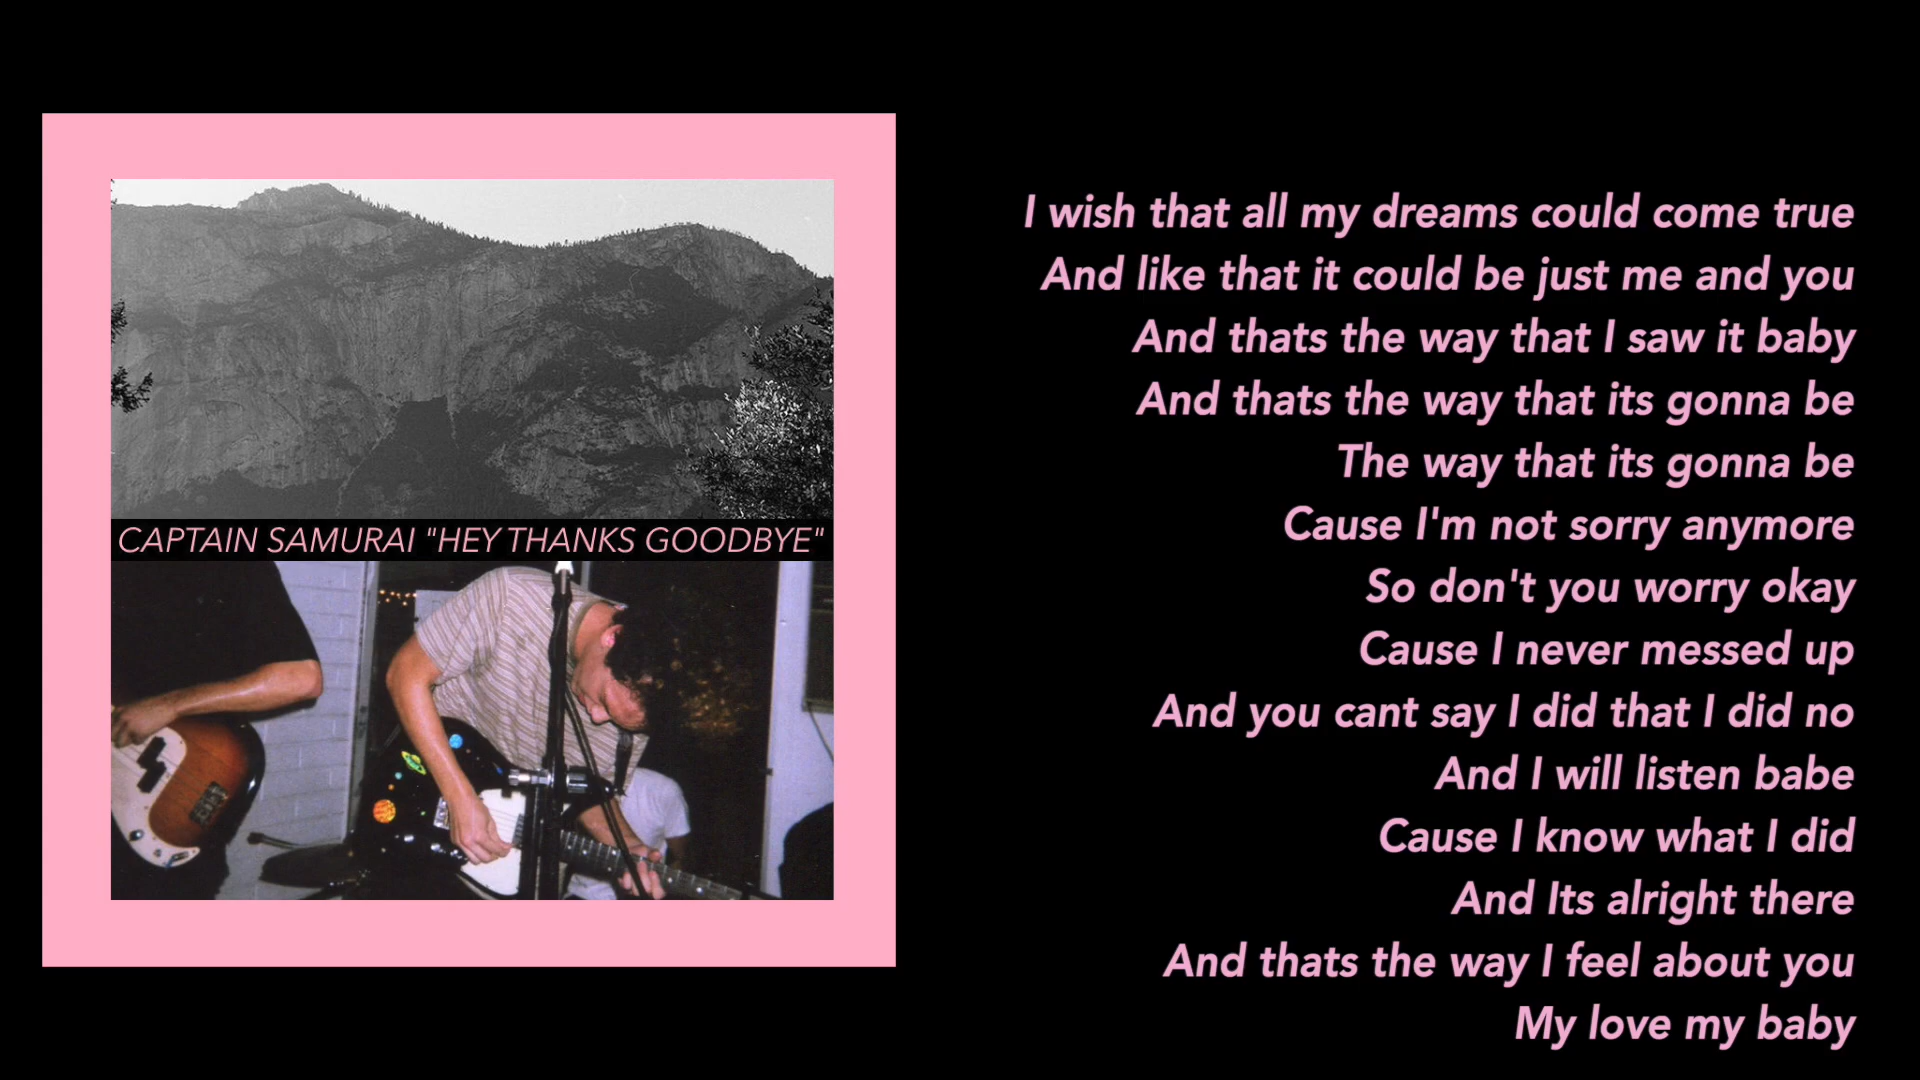 CAPTAIN SAMURAI "HEY THANKS GOODBYE"
I wish that all my dreams could come true
And like that it could be just me and you
And thats the way that I saw it baby
And thats the way that its gonna be
The way that its gonna be
Cause I'm not sorry anymore
So don't you worry okay
Cause I never messed up
And you cant say I did that I did no
And I will listen babe
Cause I know what I did
And Its alright there
And thats the way I feel about you
My love my baby